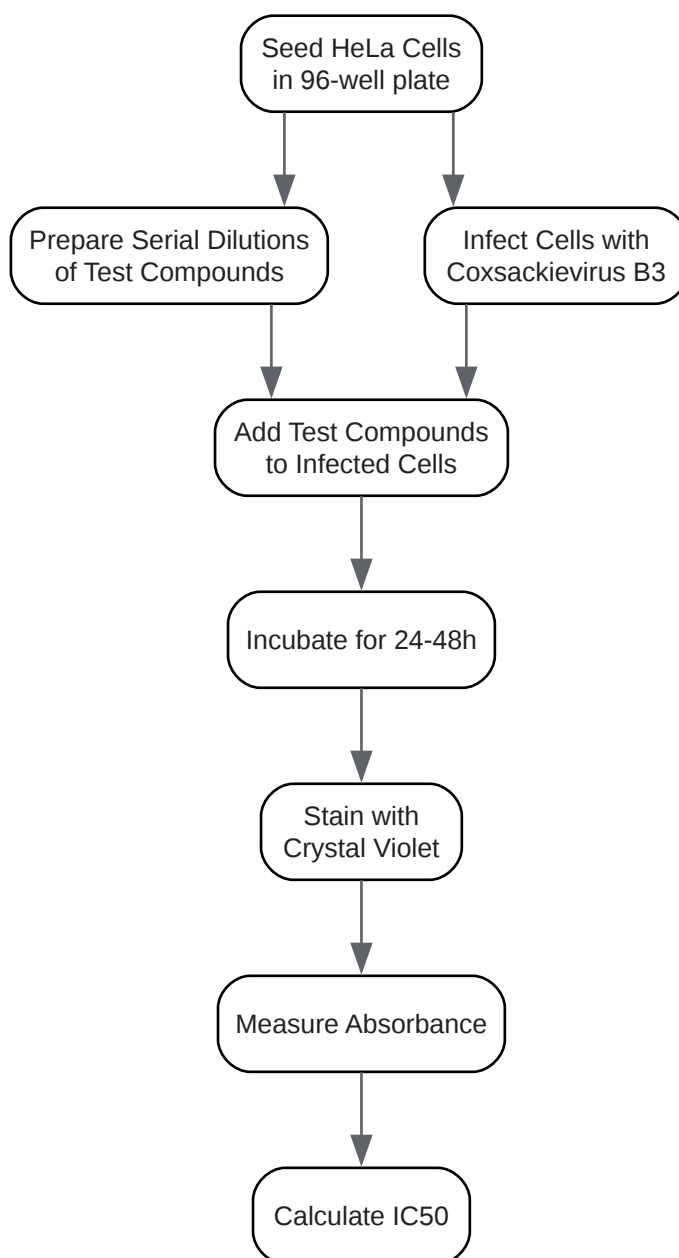 Seed HeLa Cells
in 96-well plate
Prepare Serial Dilutions
of Test Compounds
Infect Cells with
Coxsackievirus B3
Add Test Compounds
to Infected Cells
Incubate for 24-48h
Stain with
Crystal Violet
Measure Absorbance
Calculate IC50